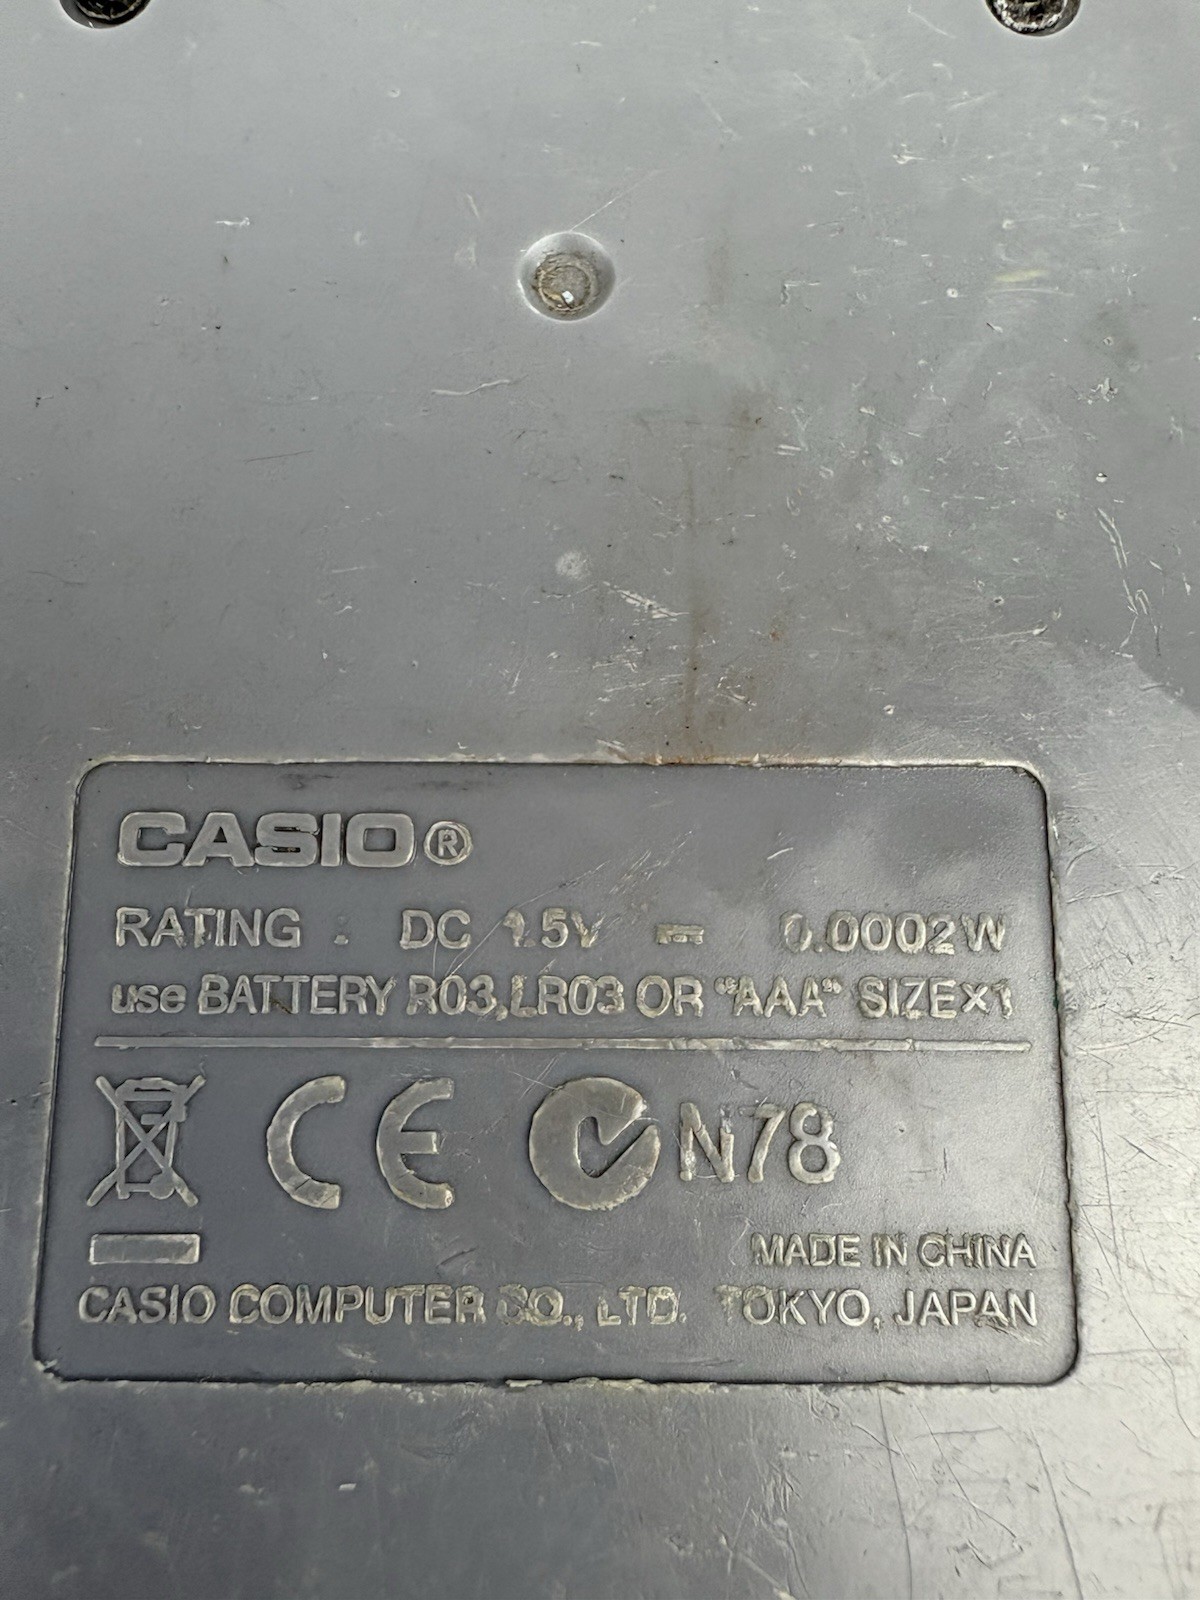 CASIO®
RATING : DC 1.5V ⎓ 0.0002W
use BATTERY R03,LR03 OR "AAA" SIZE×1
CE N78
MADE IN CHINA
CASIO COMPUTER CO., LTD. TOKYO, JAPAN